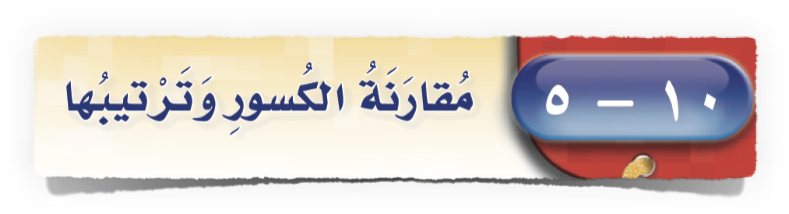 ١٠ – ٥ مُقارَنَةُ الكُسورِ وَتَرْتيبُها